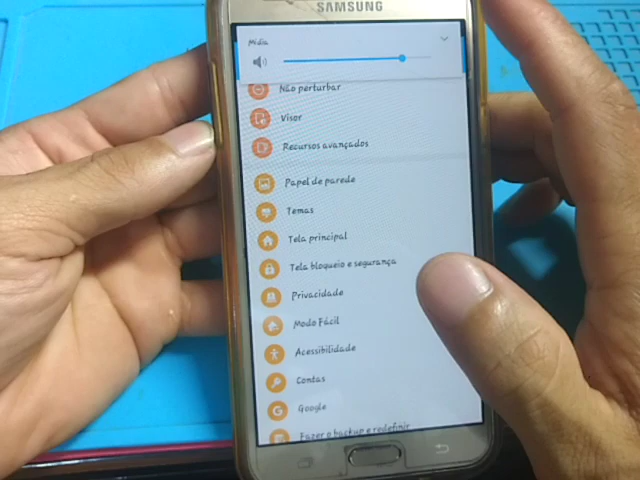 SAMSUNG
Mídia
Não perturbar
Visor
Recursos avançados
Papel de parede
Temas
Tela principal
Tela bloqueio e segurança
Privacidade
Modo Fácil
Acessibilidade
Contas
Google
Fazer o backup e redefinir